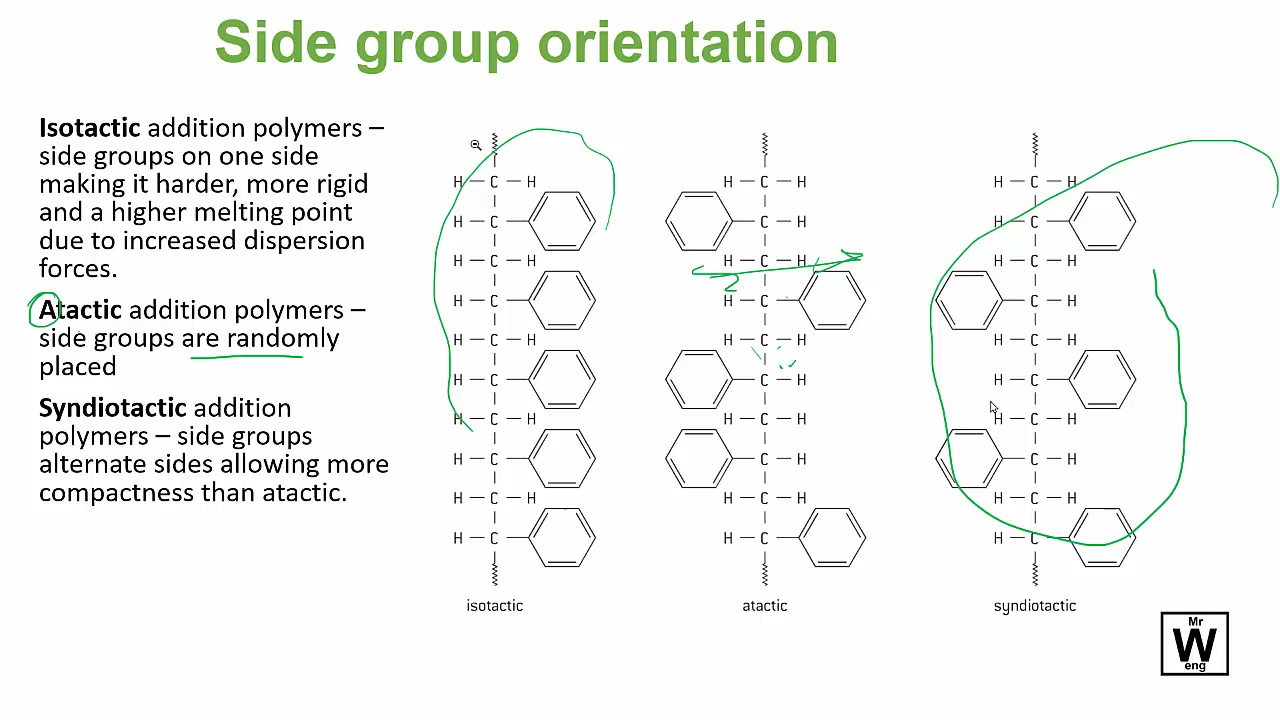 Side group orientation
Isotactic addition polymers –
side groups on one side
making it harder, more rigid
and a higher melting point
due to increased dispersion
forces.
Atactic addition polymers –
side groups are randomly
placed
Syndiotactic addition
polymers – side groups
alternate sides allowing more
compactness than atactic.
H — C — H
H — C —
H — C — H
H — C —
H — C — H
H — C —
H — C — H
H — C —
H — C — H
H — C —
isotactic
H — C — H
— C — H
H — C — H
H — C —
H — C — H
— C — H
H — C — H
— C — H
H — C — H
H — C —
atactic
H — C — H
H — C —
H — C — H
— C — H
H — C — H
H — C —
H — C — H
— C — H
H — C — H
H — C —
syndiotactic
Mr
W
eng